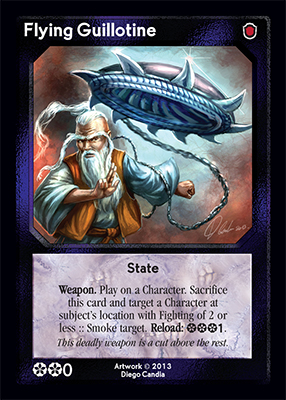 Flying Guillotine
State
Weapon. Play on a Character. Sacrifice
this card and target a Character at
subject's location with Fighting of 2 or
less :: Smoke target. Reload: 1.
This deadly weapon is a cut above the rest.
0
Artwork © 2013
Diego Candia